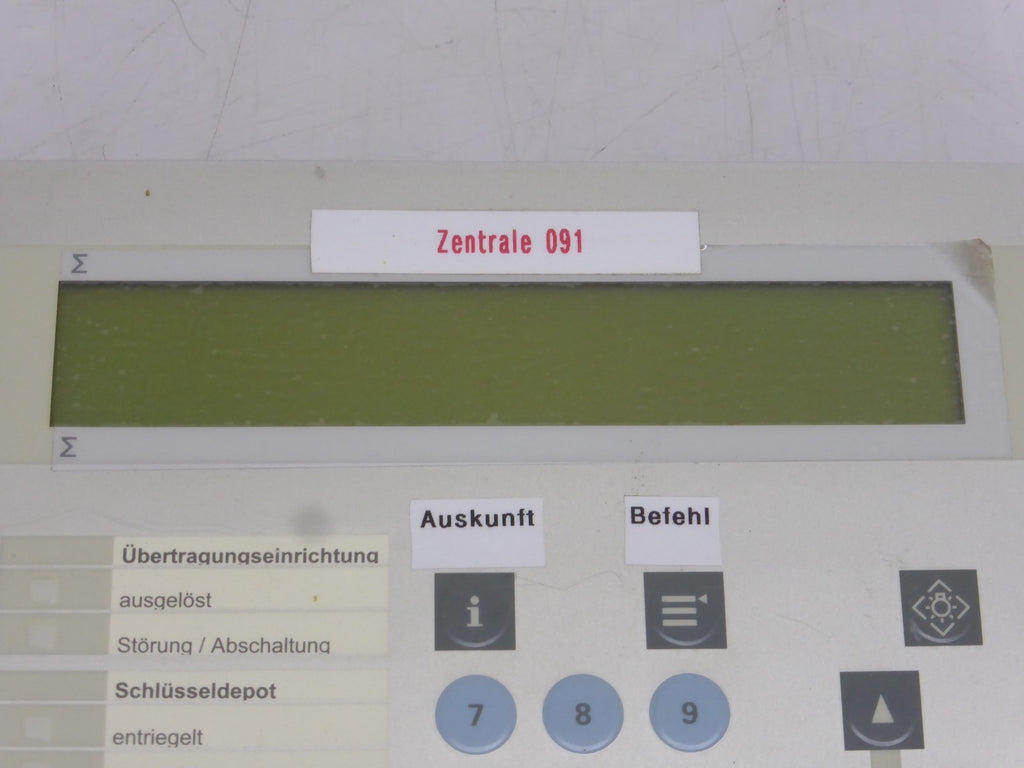 Zentrale 091
Σ
Σ
Auskunft
Befehl
Übertragungseinrichtung
ausgelöst
Störung / Abschaltung
i
Schlüsseldepot
entriegelt
7
8
9